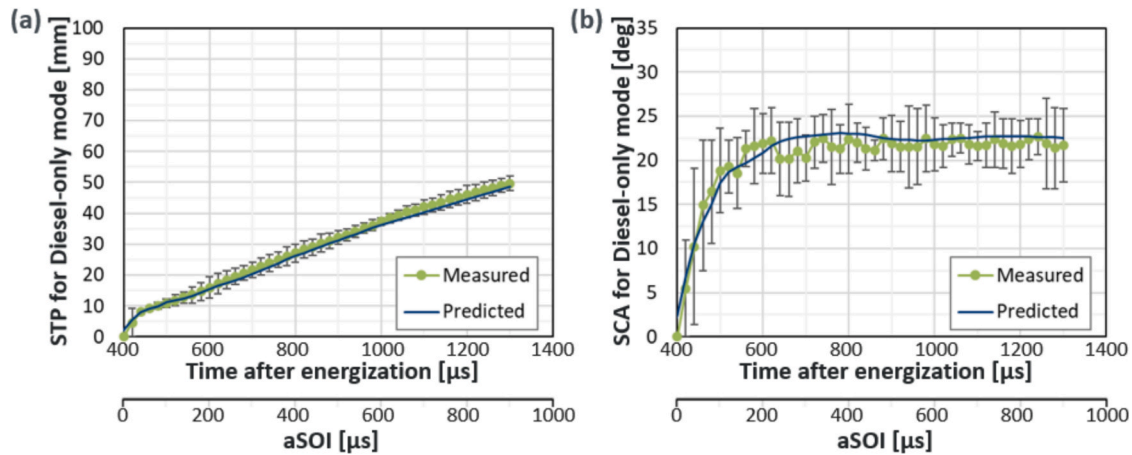 (a)
STP for Diesel-only mode [mm]
100
90
80
70
60
50
40
30
20
10
0
Measured
Predicted
400 600 800 1000 1200 1400
Time after energization [µs]
0 200 400 600 800 1000
aSOI [µs]
(b)
SCA for Diesel-only mode [deg]
35
30
25
20
15
10
5
0
Measured
Predicted
400 600 800 1000 1200 1400
Time after energization [µs]
0 200 400 600 800 1000
aSOI [µs]